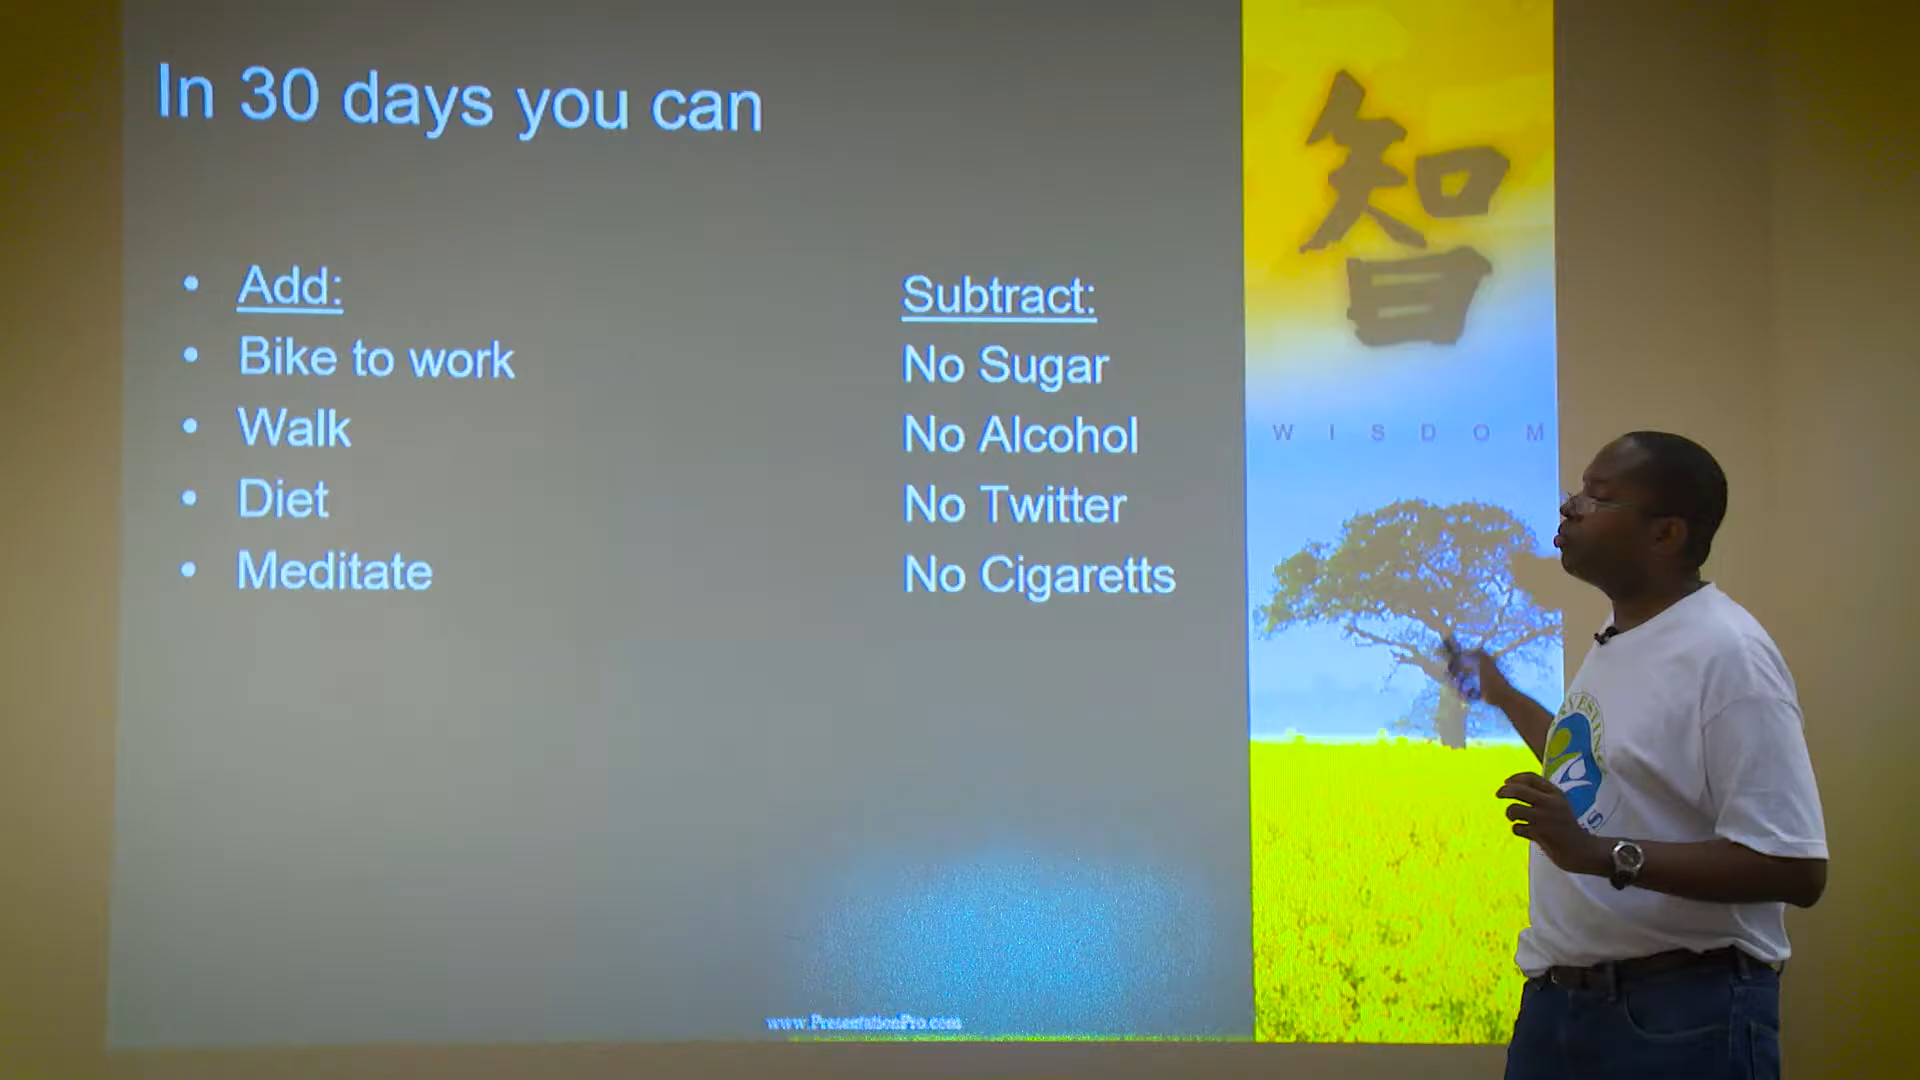 In 30 days you can
• Add:
• Bike to work
• Walk
• Diet
• Meditate
Subtract:
No Sugar
No Alcohol
No Twitter
No Cigaretts
智
WISDOM
www.PresentationPro.com